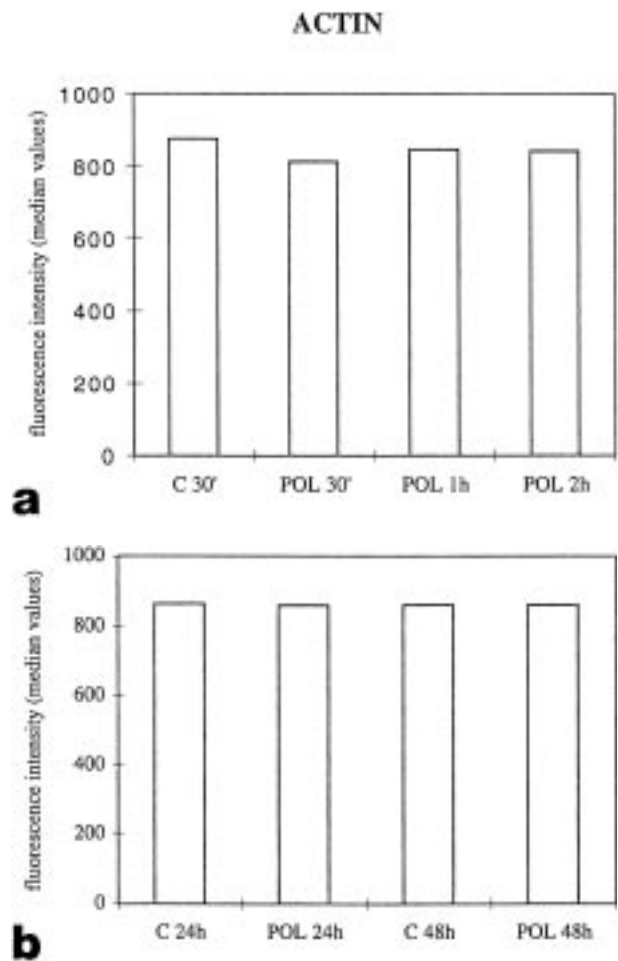 ACTIN
fluorescence intensity (median values)
1000
800
600
400
200
0
C 30' POL 30' POL 1h POL 2h
a
fluorescence intensity (median values)
1000
800
600
400
200
0
C 24h POL 24h C 48h POL 48h
b